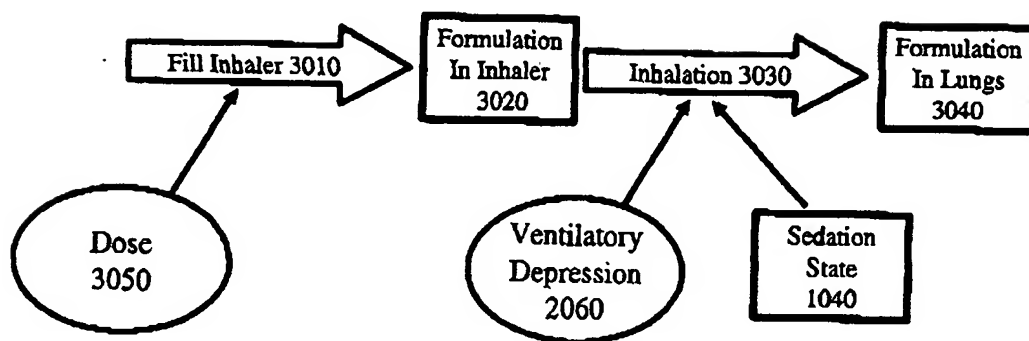 Fill Inhaler 3010
Formulation
In Inhaler
3020
Inhalation 3030
Formulation
In Lungs
3040
Dose
3050
Ventilatory
Depression
2060
Sedation
State
1040